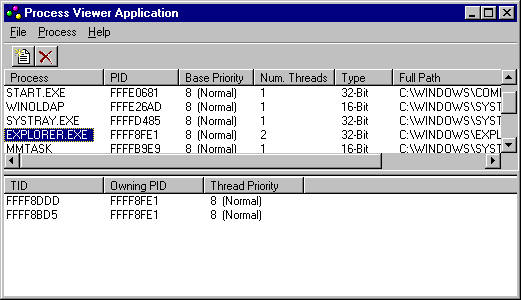 Process Viewer Application
File Process Help
Process PID Base Priority Num. Threads Type Full Path
START.EXE FFFE0681 8 (Normal) 1 32-Bit C:\WINDOWS\COM
WINOLDAP FFFE26AD 8 (Normal) 1 16-Bit C:\WINDOWS\SYST
SYSTRAY.EXE FFFFD485 8 (Normal) 1 32-Bit C:\WINDOWS\SYST
EXPLORER.EXE FFFF8FE1 8 (Normal) 2 32-Bit C:\WINDOWS\EXPL
MMTASK FFFFB9E9 8 (Normal) 1 16-Bit C:\WINDOWS\SYST
TID Owning PID Thread Priority
FFFF8DDD FFFF8FE1 8 (Normal)
FFFF8BD5 FFFF8FE1 8 (Normal)